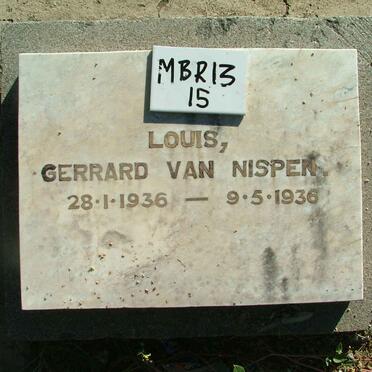 MBR13
15
LOUIS,
GERRARD VAN NISPEN.
28·1·1936 — 9·5·1936